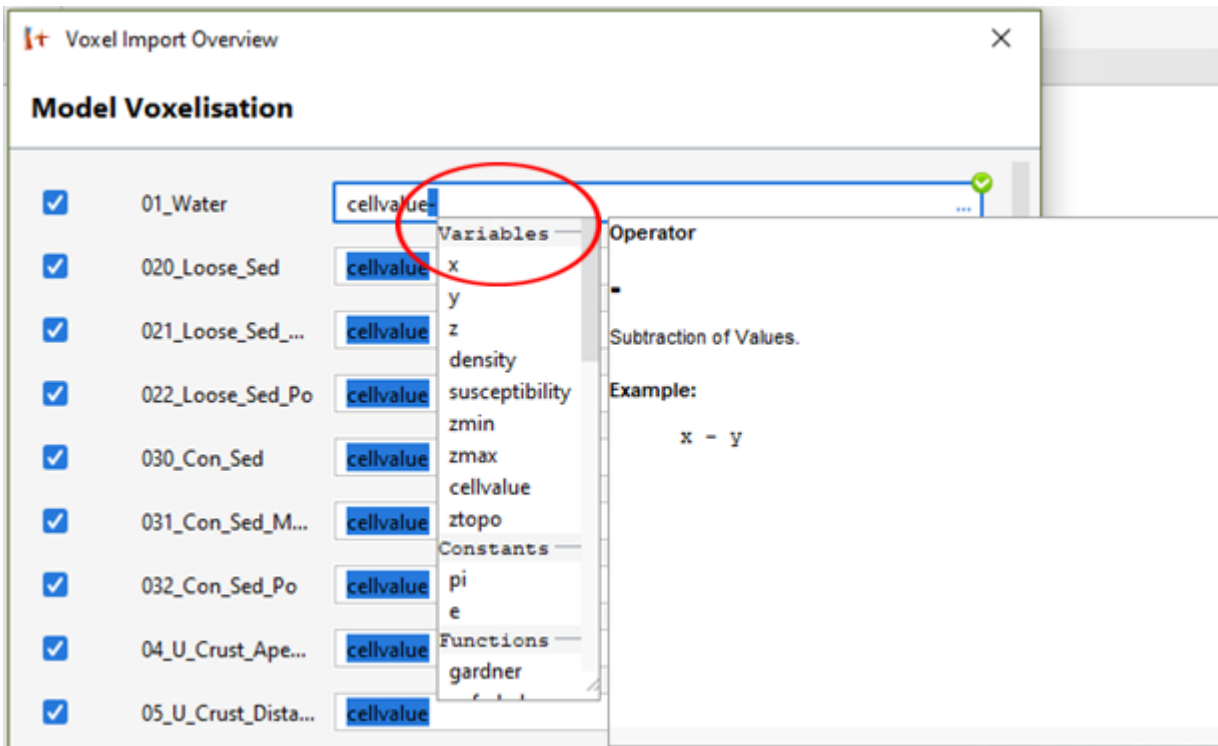 Voxel Import Overview
Model Voxelisation
01_Water
cellvalue-
...
020_Loose_Sed
cellvalue
021_Loose_Sed_...
cellvalue
022_Loose_Sed_Po
cellvalue
030_Con_Sed
cellvalue
031_Con_Sed_M...
cellvalue
032_Con_Sed_Po
cellvalue
04_U_Crust_Ape...
cellvalue
05_U_Crust_Dista...
cellvalue
Variables
x
y
z
density
susceptibility
zmin
zmax
cellvalue
ztopo
Constants
pi
e
Functions
gardner
Operator
-
Subtraction of Values.
Example:
x - y